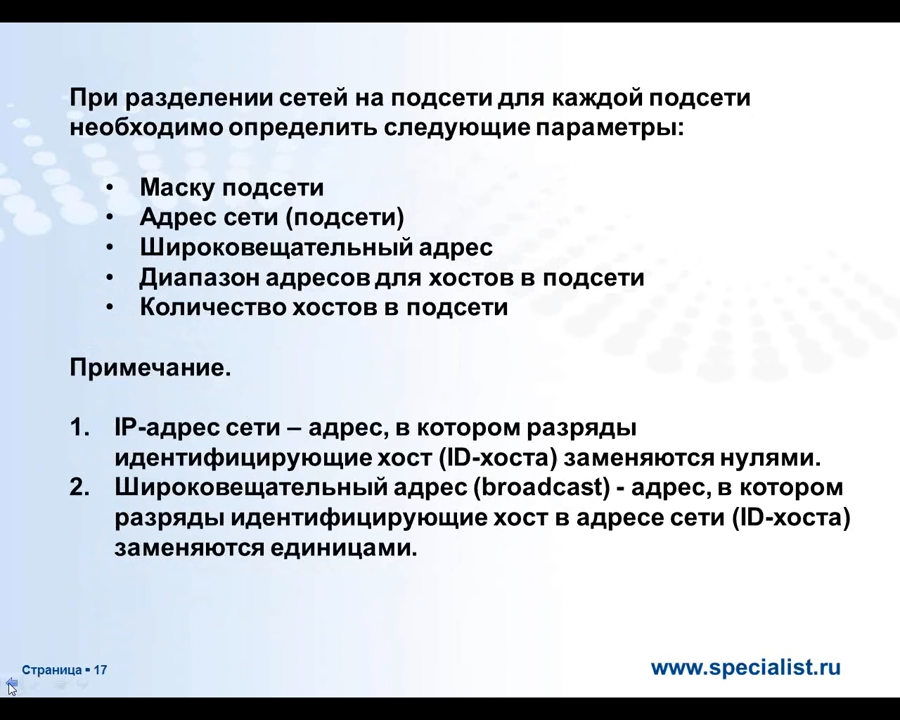 При разделении сетей на подсети для каждой подсети
необходимо определить следующие параметры:
• Маску подсети
• Адрес сети (подсети)
• Широковещательный адрес
• Диапазон адресов для хостов в подсети
• Количество хостов в подсети
Примечание.
1. IP-адрес сети – адрес, в котором разряды
идентифицирующие хост (ID-хоста) заменяются нулями.
2. Широковещательный адрес (broadcast) - адрес, в котором
разряды идентифицирующие хост в адресе сети (ID-хоста)
заменяются единицами.
Страница ▪ 17
www.specialist.ru